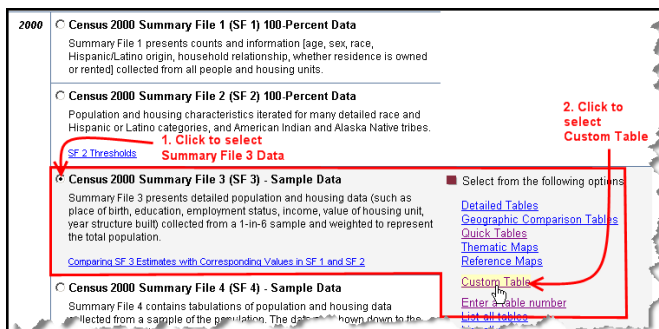 2000
Census 2000 Summary File 1 (SF 1) 100-Percent Data
Summary File 1 presents counts and information [age, sex, race,
Hispanic/Latino origin, household relationship, whether residence is owned
or rented] collected from all people and housing units.
Census 2000 Summary File 2 (SF 2) 100-Percent Data
Population and housing characteristics iterated for many detailed race and
Hispanic or Latino categories, and American Indian and Alaska Native tribes.
SF 2 Thresholds
1. Click to select
Summary File 3 Data
2. Click to
select
Custom Table
Census 2000 Summary File 3 (SF 3) - Sample Data
Summary File 3 presents detailed population and housing data (such as
place of birth, education, employment status, income, value of housing unit,
year structure built) collected from a 1-in-6 sample and weighted to represent
the total population.
Comparing SF 3 Estimates with Corresponding Values in SF 1 and SF 2
Select from the following options
Detailed Tables
Geographic Comparison Tables
Quick Tables
Thematic Maps
Reference Maps
Custom Table
Enter a table number
List all tables
Census 2000 Summary File 4 (SF 4) - Sample Data
Summary File 4 contains tabulations of population and housing data
collected from a sample of the population. The data shown down to the